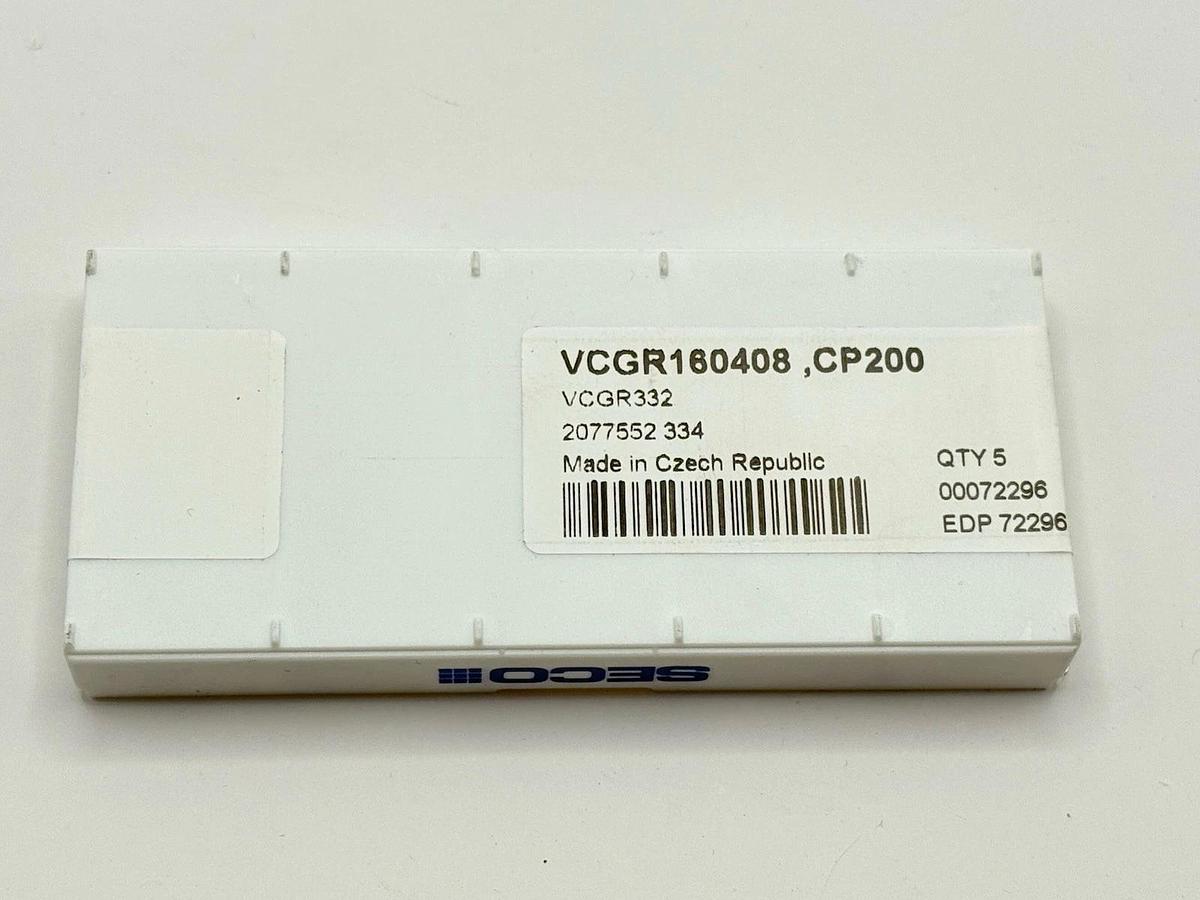 VCGR160408 ,CP200
VCGR332
2077552 334
Made in Czech Republic
QTY 5
00072296
EDP 72296
SECO